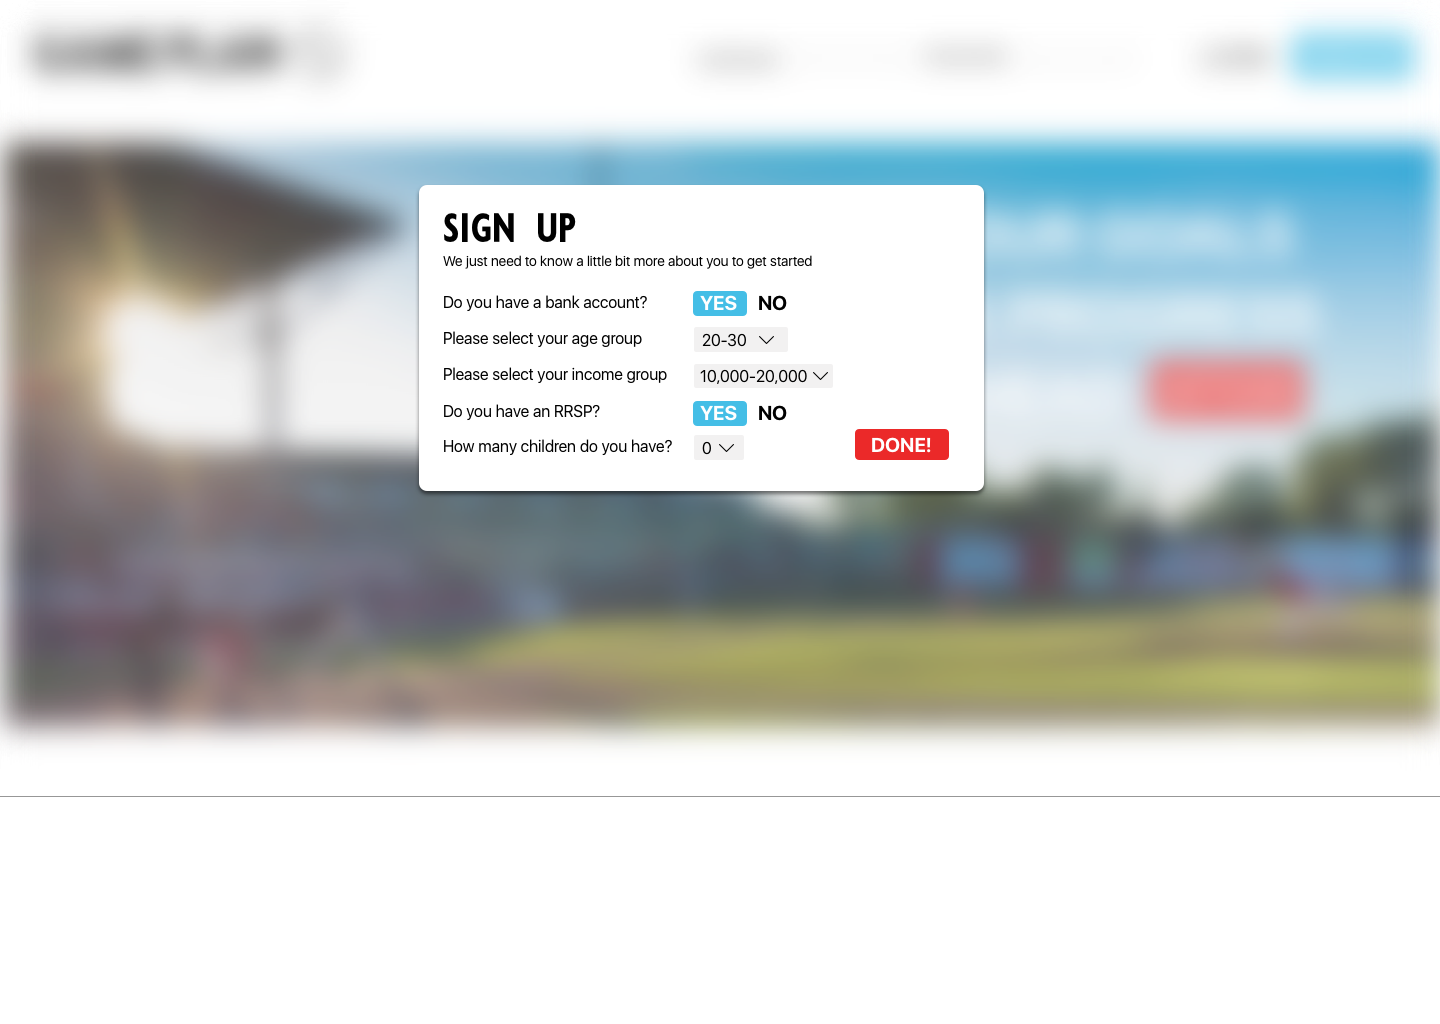 GAME PLAN
SIGN UP
We just need to know a little bit more about you to get started
Do you have a bank account? YES NO
Please select your age group 20-30
Please select your income group 10,000-20,000
Do you have an RRSP? YES NO
How many children do you have? 0
DONE!